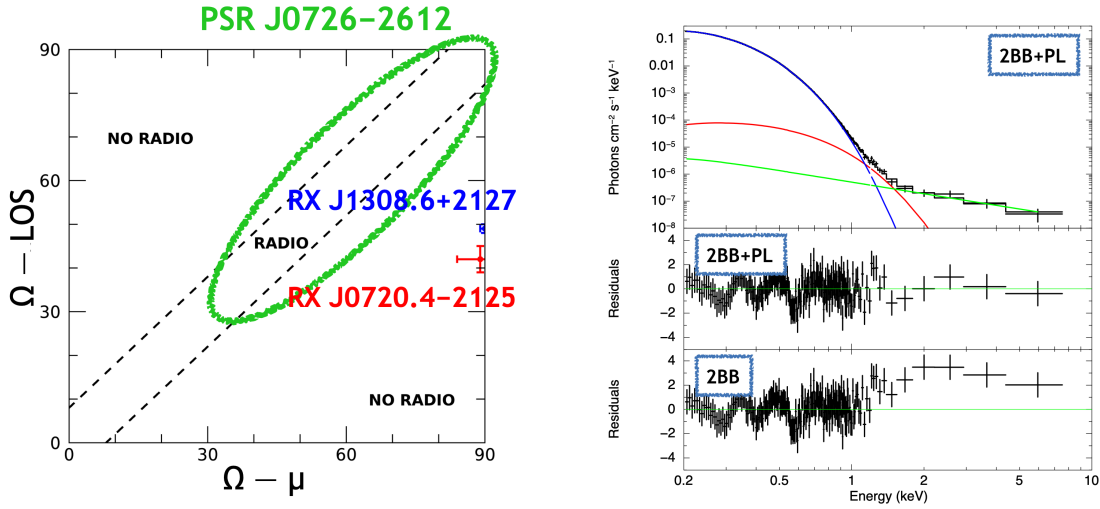 PSR J0726−2612
90
60
30
0
0
30
60
90
Ω − LOS
Ω − μ
NO RADIO
RX J1308.6+2127
RADIO
RX J0720.4−2125
NO RADIO
2BB+PL
Photons cm⁻² s⁻¹ keV⁻¹
0.1
0.01
10⁻³
10⁻⁴
10⁻⁵
10⁻⁶
10⁻⁷
10⁻⁸
2BB+PL
Residuals
4
2
0
−2
−4
2BB
Residuals
4
2
0
−2
−4
0.2
0.5
1
2
5
10
Energy (keV)